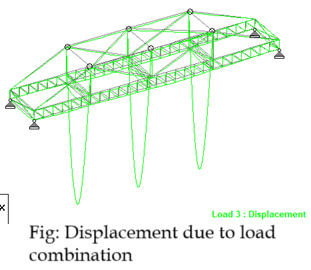 x
Load 3 : Displacement
Fig: Displacement due to load
combination